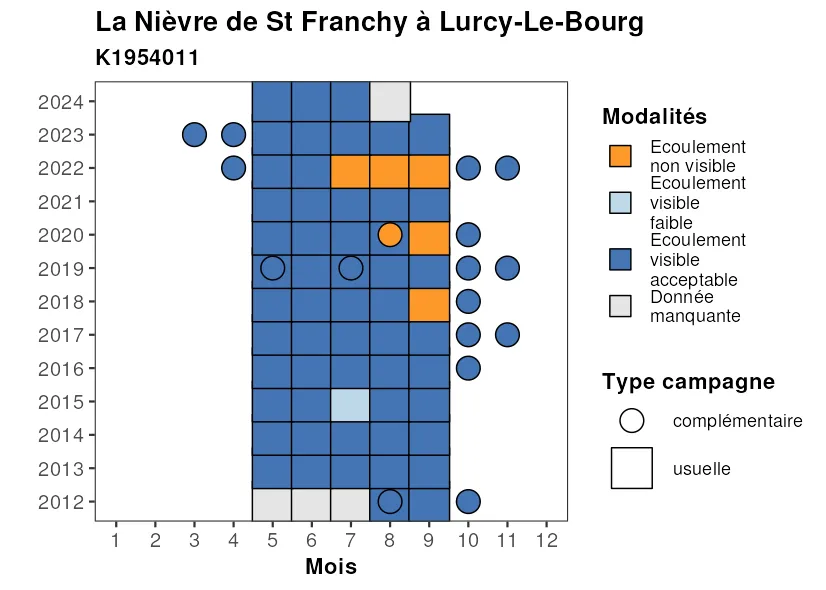 La Nièvre de St Franchy à Lurcy-Le-Bourg
K1954011
2024
2023
2022
2021
2020
2019
2018
2017
2016
2015
2014
2013
2012
1 2 3 4 5 6 7 8 9 10 11 12
Mois
Modalités
Ecoulement
non visible
Ecoulement
visible
faible
Ecoulement
visible
acceptable
Donnée
manquante
Type campagne
complémentaire
usuelle